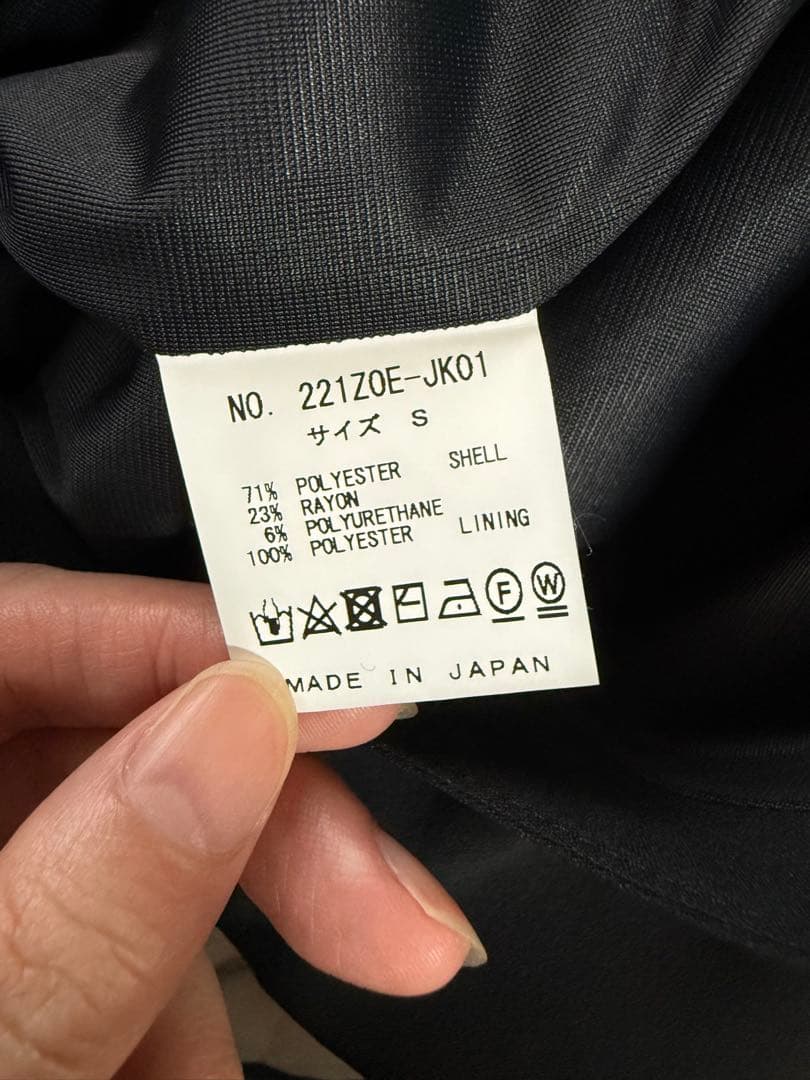 NO. 221ZOE-JK01
サイズ S
71% POLYESTER SHELL
23% RAYON
6% POLYURETHANE
100% POLYESTER LINING
F W
MADE IN JAPAN